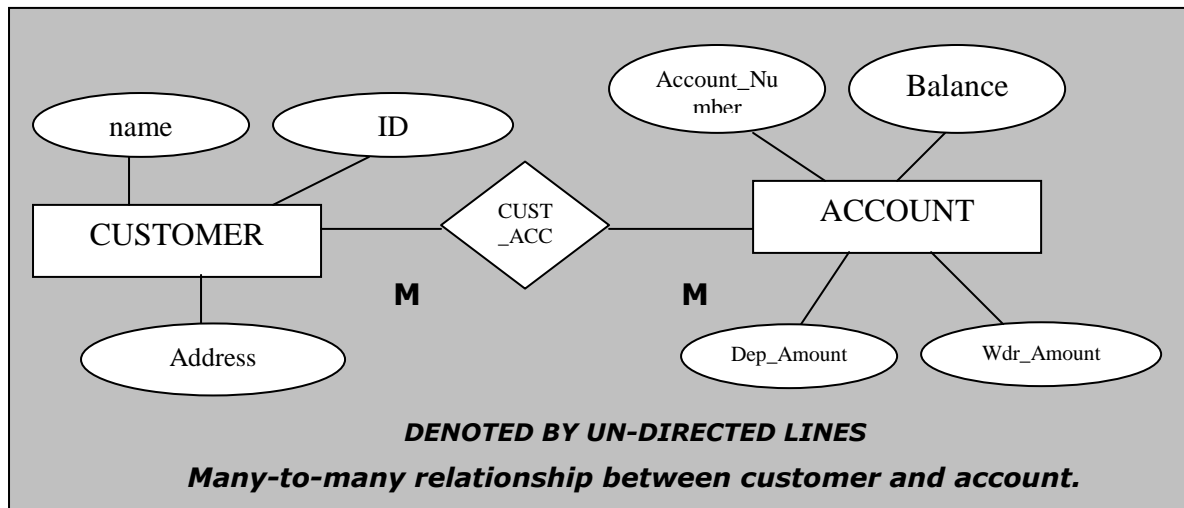 Account_Nu
mber
Balance
name
ID
CUST
_ACC
ACCOUNT
CUSTOMER
M
M
Address
Dep_Amount
Wdr_Amount
DENOTED BY UN-DIRECTED LINES
Many-to-many relationship between customer and account.